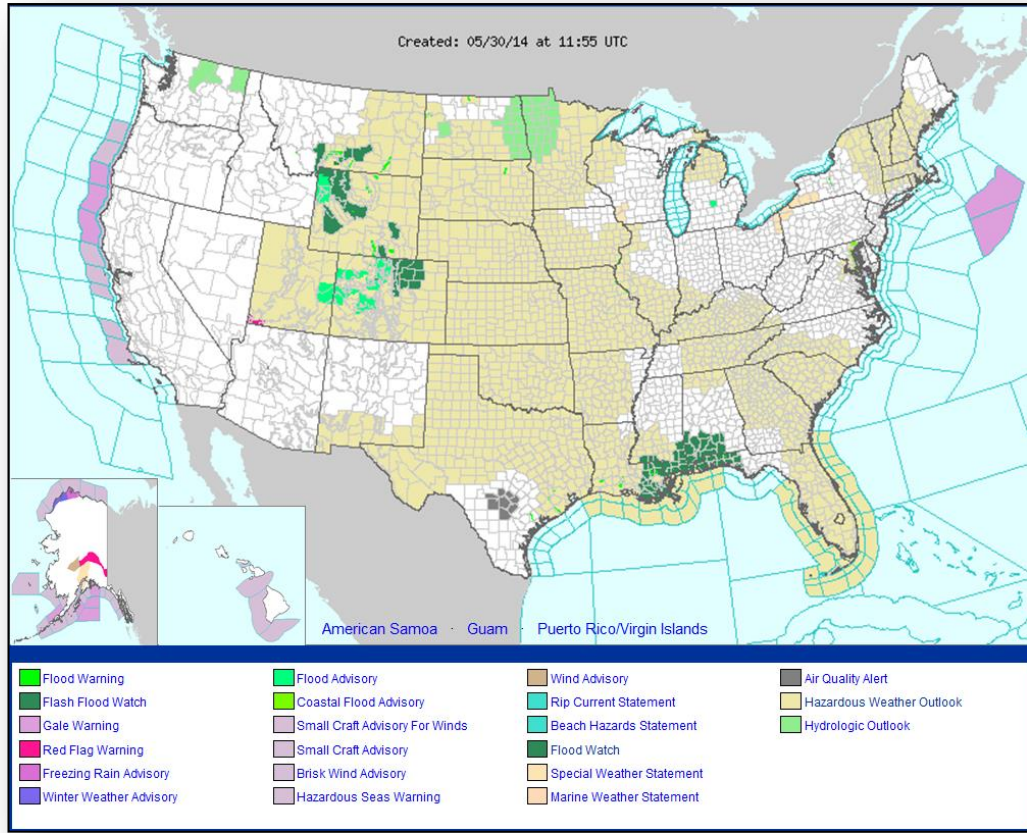 Created: 05/30/14 at 11:55 UTC
American Samoa · Guam · Puerto Rico/Virgin Islands
Flood Warning
Flash Flood Watch
Gale Warning
Red Flag Warning
Freezing Rain Advisory
Winter Weather Advisory
Flood Advisory
Coastal Flood Advisory
Small Craft Advisory For Winds
Small Craft Advisory
Brisk Wind Advisory
Hazardous Seas Warning
Wind Advisory
Rip Current Statement
Beach Hazards Statement
Flood Watch
Special Weather Statement
Marine Weather Statement
Air Quality Alert
Hazardous Weather Outlook
Hydrologic Outlook